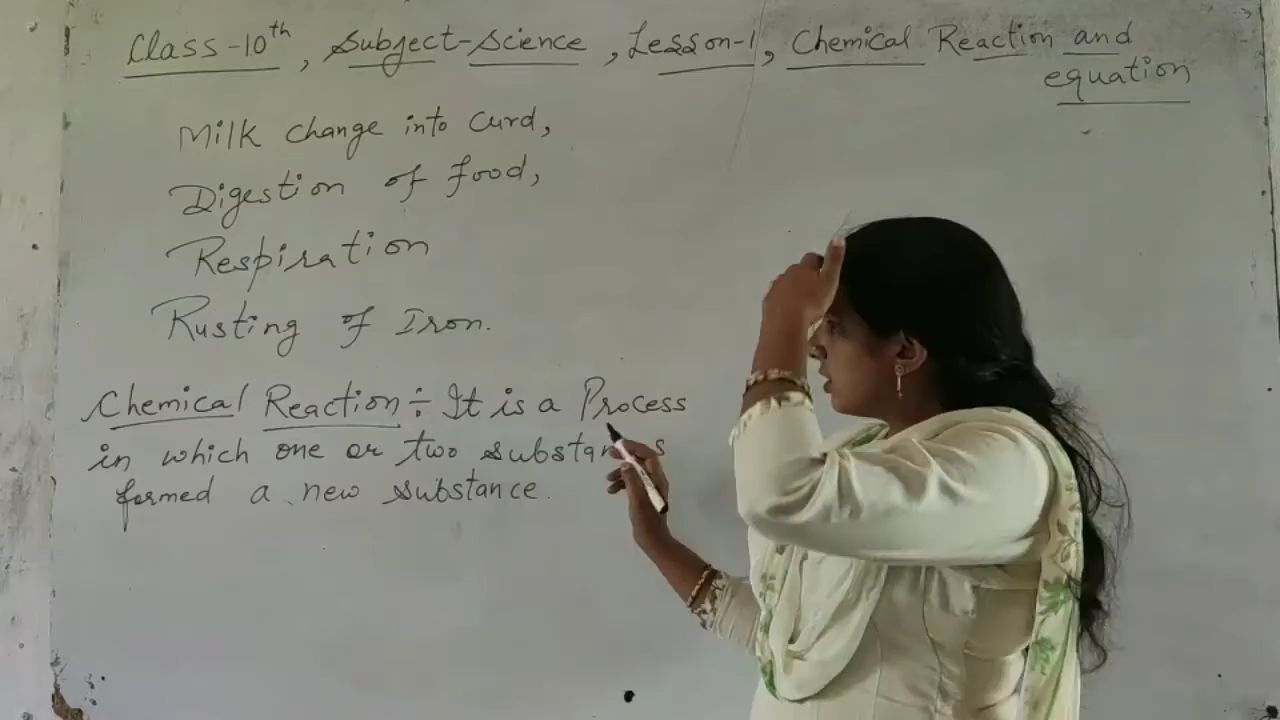 Class-10th, Subject-Science, Lesson-1, Chemical Reaction and
equation
Milk change into curd,
Digestion of food,
Respiration
Rusting of Iron.
Chemical Reaction ÷ It is a Process
in which one or two substances
formed a new substance.